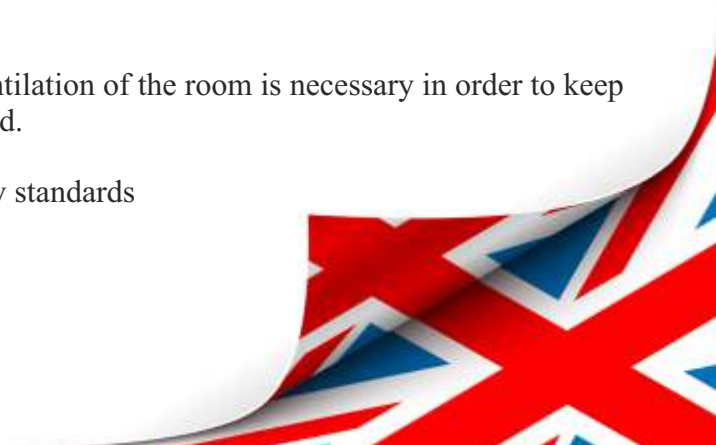 ntilation of the room is necessary in order to keep
d.
y standards